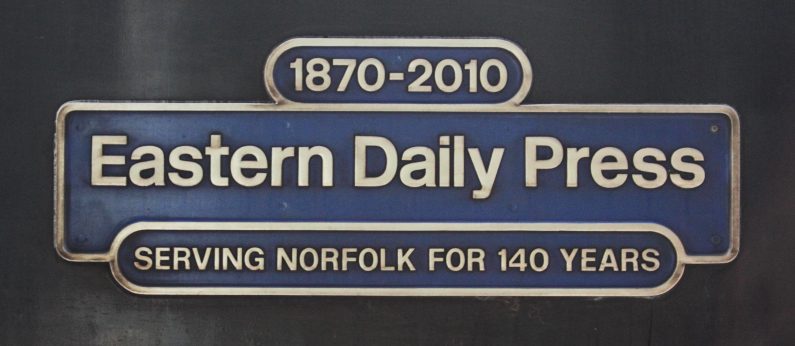 1870-2010
Eastern Daily Press
SERVING NORFOLK FOR 140 YEARS